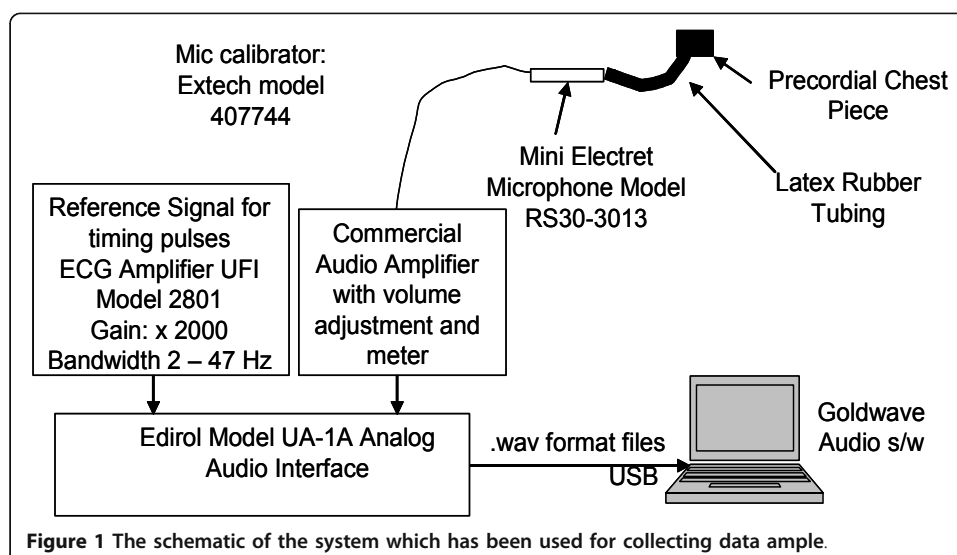 Mic calibrator:
Extech model
407744
Precordial Chest
Piece
Mini Electret
Microphone Model
RS30-3013
Latex Rubber
Tubing
Reference Signal for
timing pulses
ECG Amplifier UFI
Model 2801
Gain: x 2000
Bandwidth 2 – 47 Hz
Commercial
Audio Amplifier
with volume
adjustment and
meter
Edirol Model UA-1A Analog
Audio Interface
.wav format files
USB
Goldwave
Audio s/w
Figure 1 The schematic of the system which has been used for collecting data ample.